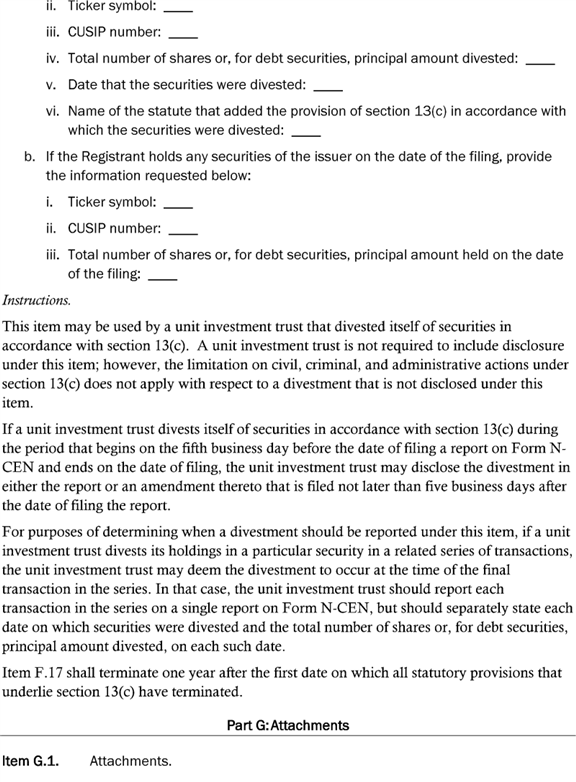 ii. Ticker symbol: ____
iii. CUSIP number: ____
iv. Total number of shares or, for debt securities, principal amount divested: ____
v. Date that the securities were divested: ____
vi. Name of the statute that added the provision of section 13(c) in accordance with
which the securities were divested: ____
b. If the Registrant holds any securities of the issuer on the date of the filing, provide
the information requested below:
i. Ticker symbol: ____
ii. CUSIP number: ____
iii. Total number of shares or, for debt securities, principal amount held on the date
of the filing: ____
Instructions.
This item may be used by a unit investment trust that divested itself of securities in
accordance with section 13(c). A unit investment trust is not required to include disclosure
under this item; however, the limitation on civil, criminal, and administrative actions under
section 13(c) does not apply with respect to a divestment that is not disclosed under this
item.
If a unit investment trust divests itself of securities in accordance with section 13(c) during
the period that begins on the fifth business day before the date of filing a report on Form N-
CEN and ends on the date of filing, the unit investment trust may disclose the divestment in
either the report or an amendment thereto that is filed not later than five business days after
the date of filing the report.
For purposes of determining when a divestment should be reported under this item, if a unit
investment trust divests its holdings in a particular security in a related series of transactions,
the unit investment trust may deem the divestment to occur at the time of the final
transaction in the series. In that case, the unit investment trust should report each
transaction in the series on a single report on Form N-CEN, but should separately state each
date on which securities were divested and the total number of shares or, for debt securities,
principal amount divested, on each such date.
Item F.17 shall terminate one year after the first date on which all statutory provisions that
underlie section 13(c) have terminated.
Part G: Attachments
Item G.1. Attachments.